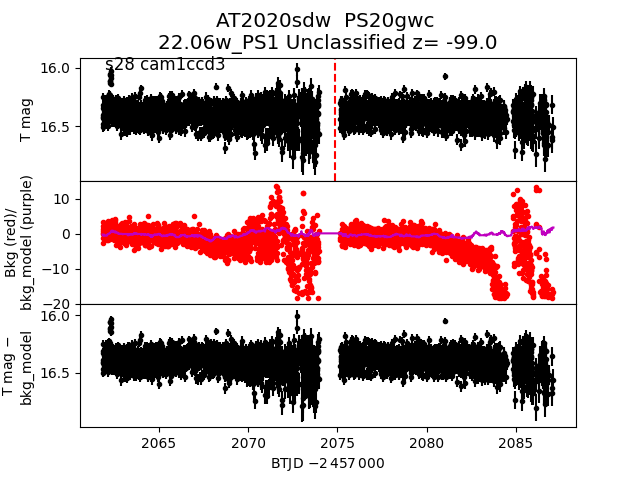 AT2020sdw  PS20gwc
22.06w_PS1 Unclassified z= -99.0
s28 cam1ccd3
16.0
16.5
T mag
10
0
−10
−20
Bkg (red)/
bkg_model (purple)
16.0
16.5
T mag −
bkg_model
2065
2070
2075
2080
2085
BTJD −2 457 000